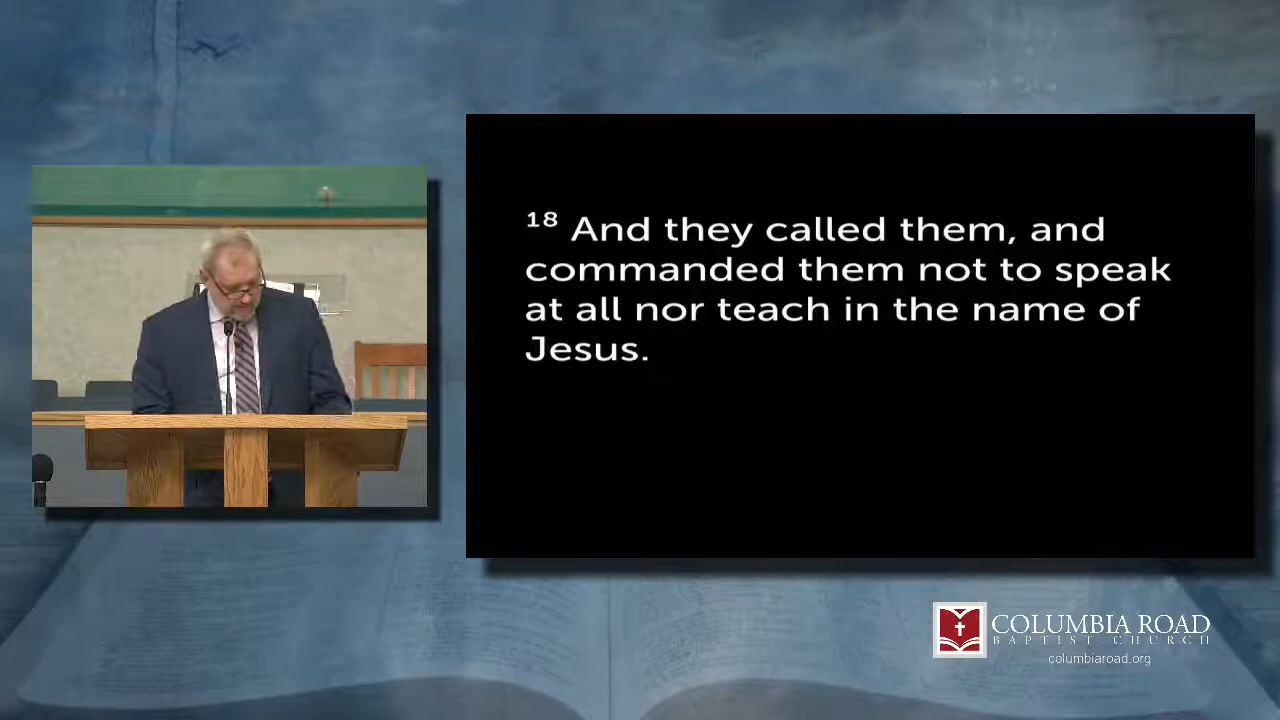 18 And they called them, and
commanded them not to speak
at all nor teach in the name of
Jesus.
COLUMBIA ROAD
BAPTIST CHURCH
columbiaroad.org